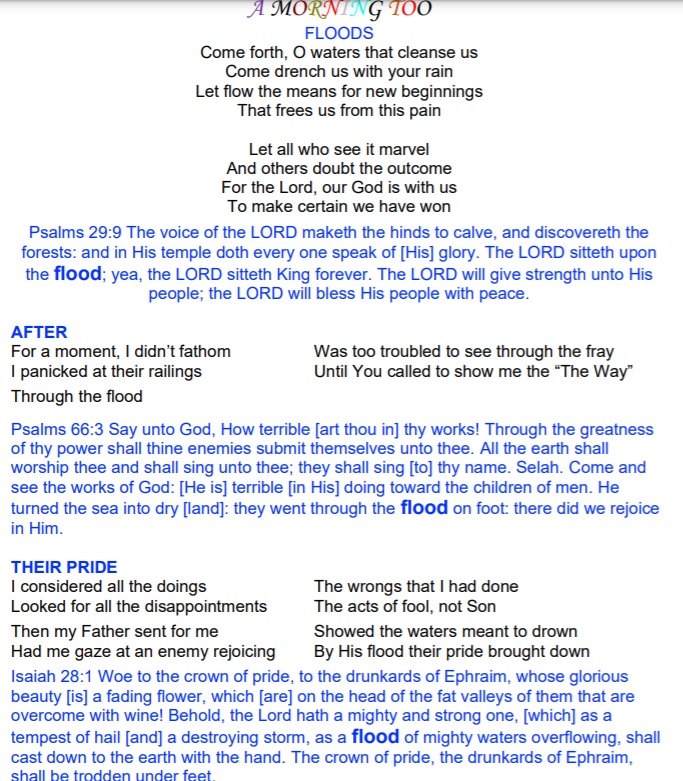 A MORNING TOO
FLOODS
Come forth, O waters that cleanse us
Come drench us with your rain
Let flow the means for new beginnings
That frees us from this pain
Let all who see it marvel
And others doubt the outcome
For the Lord, our God is with us
To make certain we have won
Psalms 29:9 The voice of the LORD maketh the hinds to calve, and discovereth the
forests: and in His temple doth every one speak of [His] glory. The LORD sitteth upon
the flood; yea, the LORD sitteth King forever. The LORD will give strength unto His
people; the LORD will bless His people with peace.
AFTER
For a moment, I didn’t fathom Was too troubled to see through the fray
I panicked at their railings Until You called to show me the “The Way”
Through the flood
Psalms 66:3 Say unto God, How terrible [art thou in] thy works! Through the greatness
of thy power shall thine enemies submit themselves unto thee. All the earth shall
worship thee and shall sing unto thee; they shall sing [to] thy name. Selah. Come and
see the works of God: [He is] terrible [in His] doing toward the children of men. He
turned the sea into dry [land]: they went through the flood on foot: there did we rejoice
in Him.
THEIR PRIDE
I considered all the doings The wrongs that I had done
Looked for all the disappointments The acts of fool, not Son
Then my Father sent for me Showed the waters meant to drown
Had me gaze at an enemy rejoicing By His flood their pride brought down
Isaiah 28:1 Woe to the crown of pride, to the drunkards of Ephraim, whose glorious
beauty [is] a fading flower, which [are] on the head of the fat valleys of them that are
overcome with wine! Behold, the Lord hath a mighty and strong one, [which] as a
tempest of hail [and] a destroying storm, as a flood of mighty waters overflowing, shall
cast down to the earth with the hand. The crown of pride, the drunkards of Ephraim,
shall be trodden under feet.